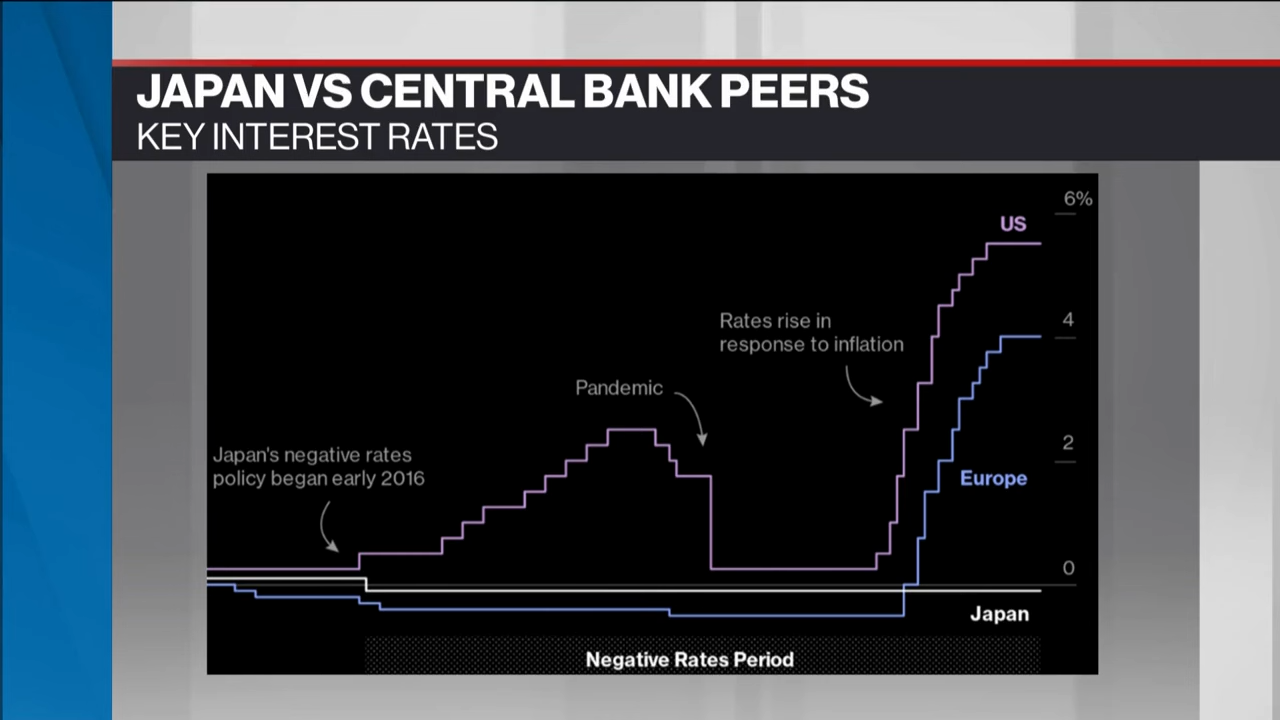 JAPAN VS CENTRAL BANK PEERS
KEY INTEREST RATES
6%
US
Rates rise in
response to inflation
4
Pandemic
Japan's negative rates
policy began early 2016
2
Europe
0
Japan
Negative Rates Period